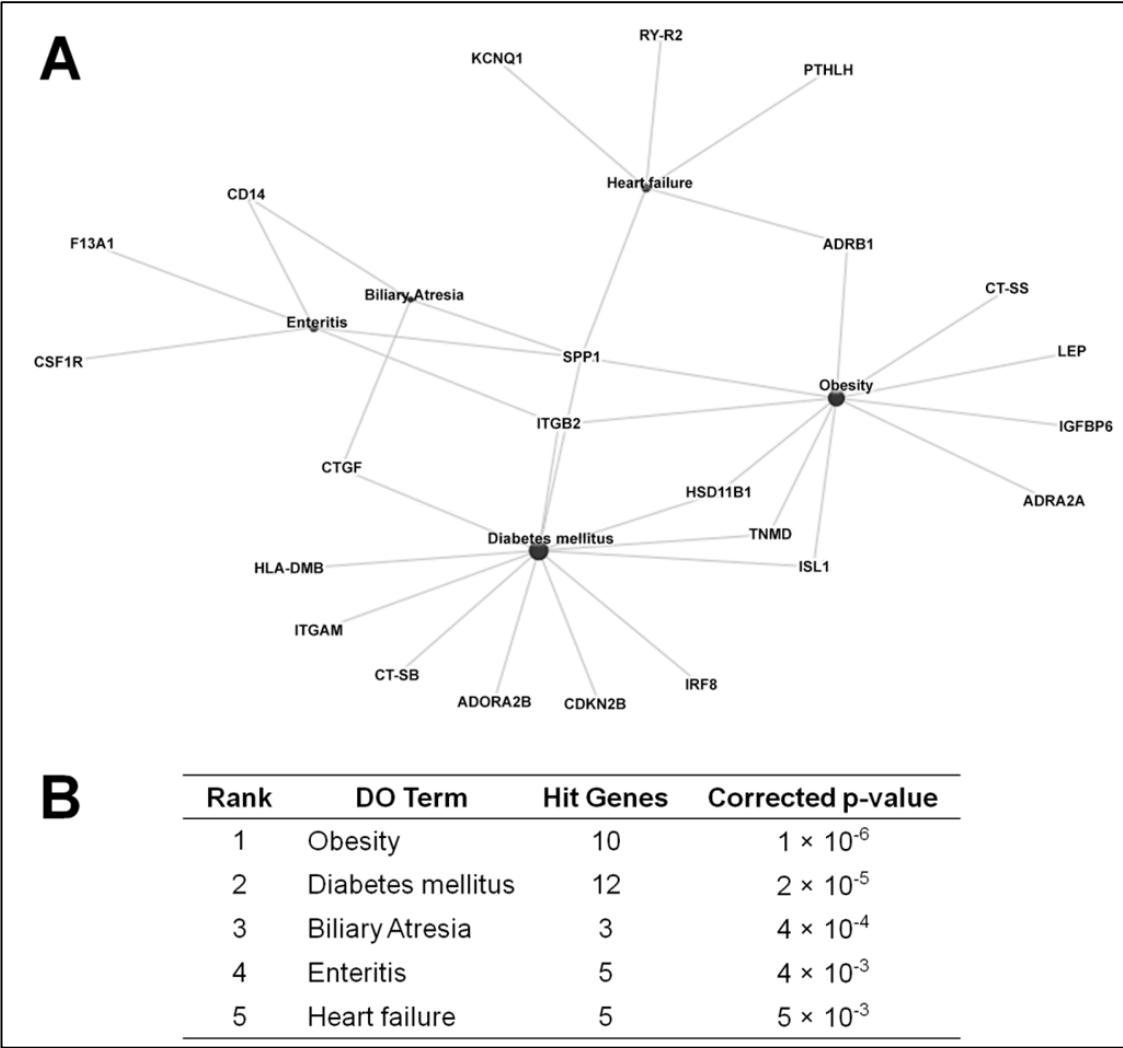 A
RY-R2
KCNQ1
PTHLH
Heart failure
CD14
F13A1
ADRB1
CT-SS
Biliary Atresia
Enteritis
LEP
SPP1
CSF1R
Obesity
ITGB2
IGFBP6
CTGF
HSD11B1
ADRA2A
TNMD
Diabetes mellitus
ISL1
HLA-DMB
ITGAM
CT-SB
IRF8
ADORA2B
CDKN2B
B
Rank DO Term Hit Genes Corrected p-value
1 Obesity 10 1 × 10⁻⁶
2 Diabetes mellitus 12 2 × 10⁻⁵
3 Biliary Atresia 3 4 × 10⁻⁴
4 Enteritis 5 4 × 10⁻³
5 Heart failure 5 5 × 10⁻³